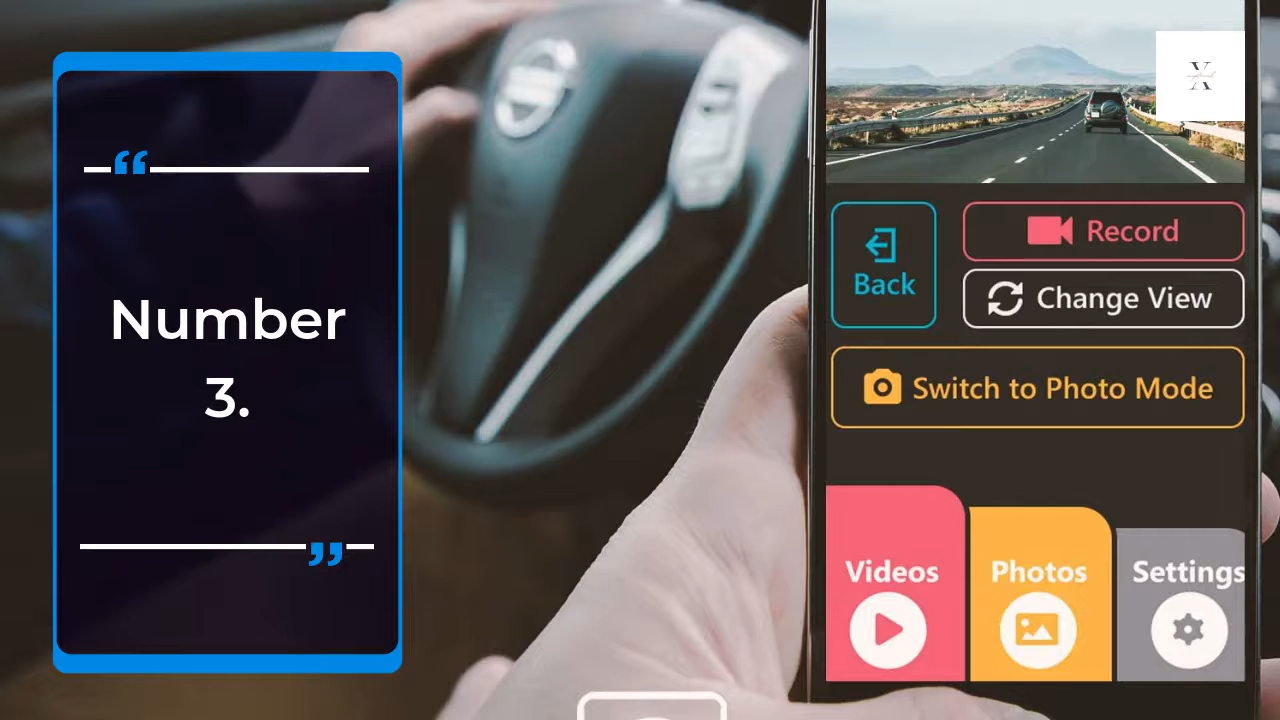 “
Number
3.
”
Back
Record
Change View
Switch to Photo Mode
Videos
Photos
Settings